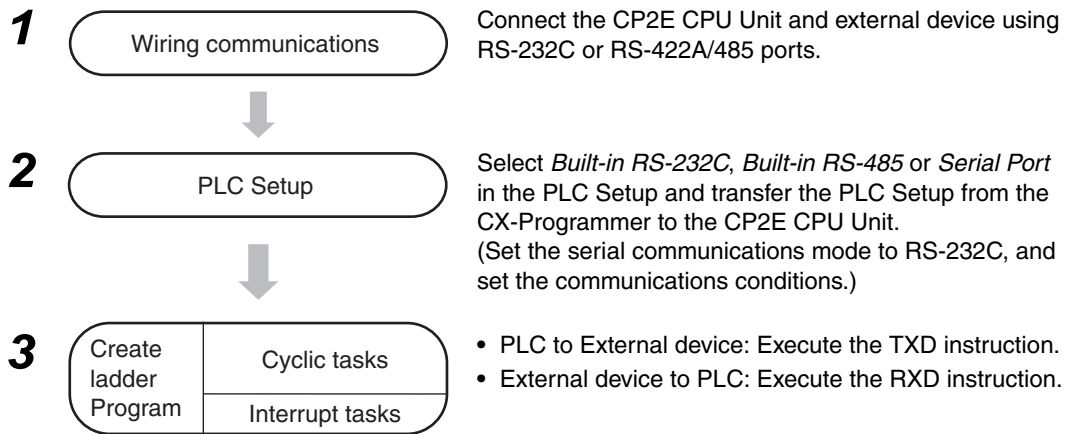 1
Wiring communications
Connect the CP2E CPU Unit and external device using
RS-232C or RS-422A/485 ports.
2
PLC Setup
Select Built-in RS-232C, Built-in RS-485 or Serial Port
in the PLC Setup and transfer the PLC Setup from the
CX-Programmer to the CP2E CPU Unit.
(Set the serial communications mode to RS-232C, and
set the communications conditions.)
3
Create
ladder
Program
Cyclic tasks
Interrupt tasks
• PLC to External device: Execute the TXD instruction.
• External device to PLC: Execute the RXD instruction.